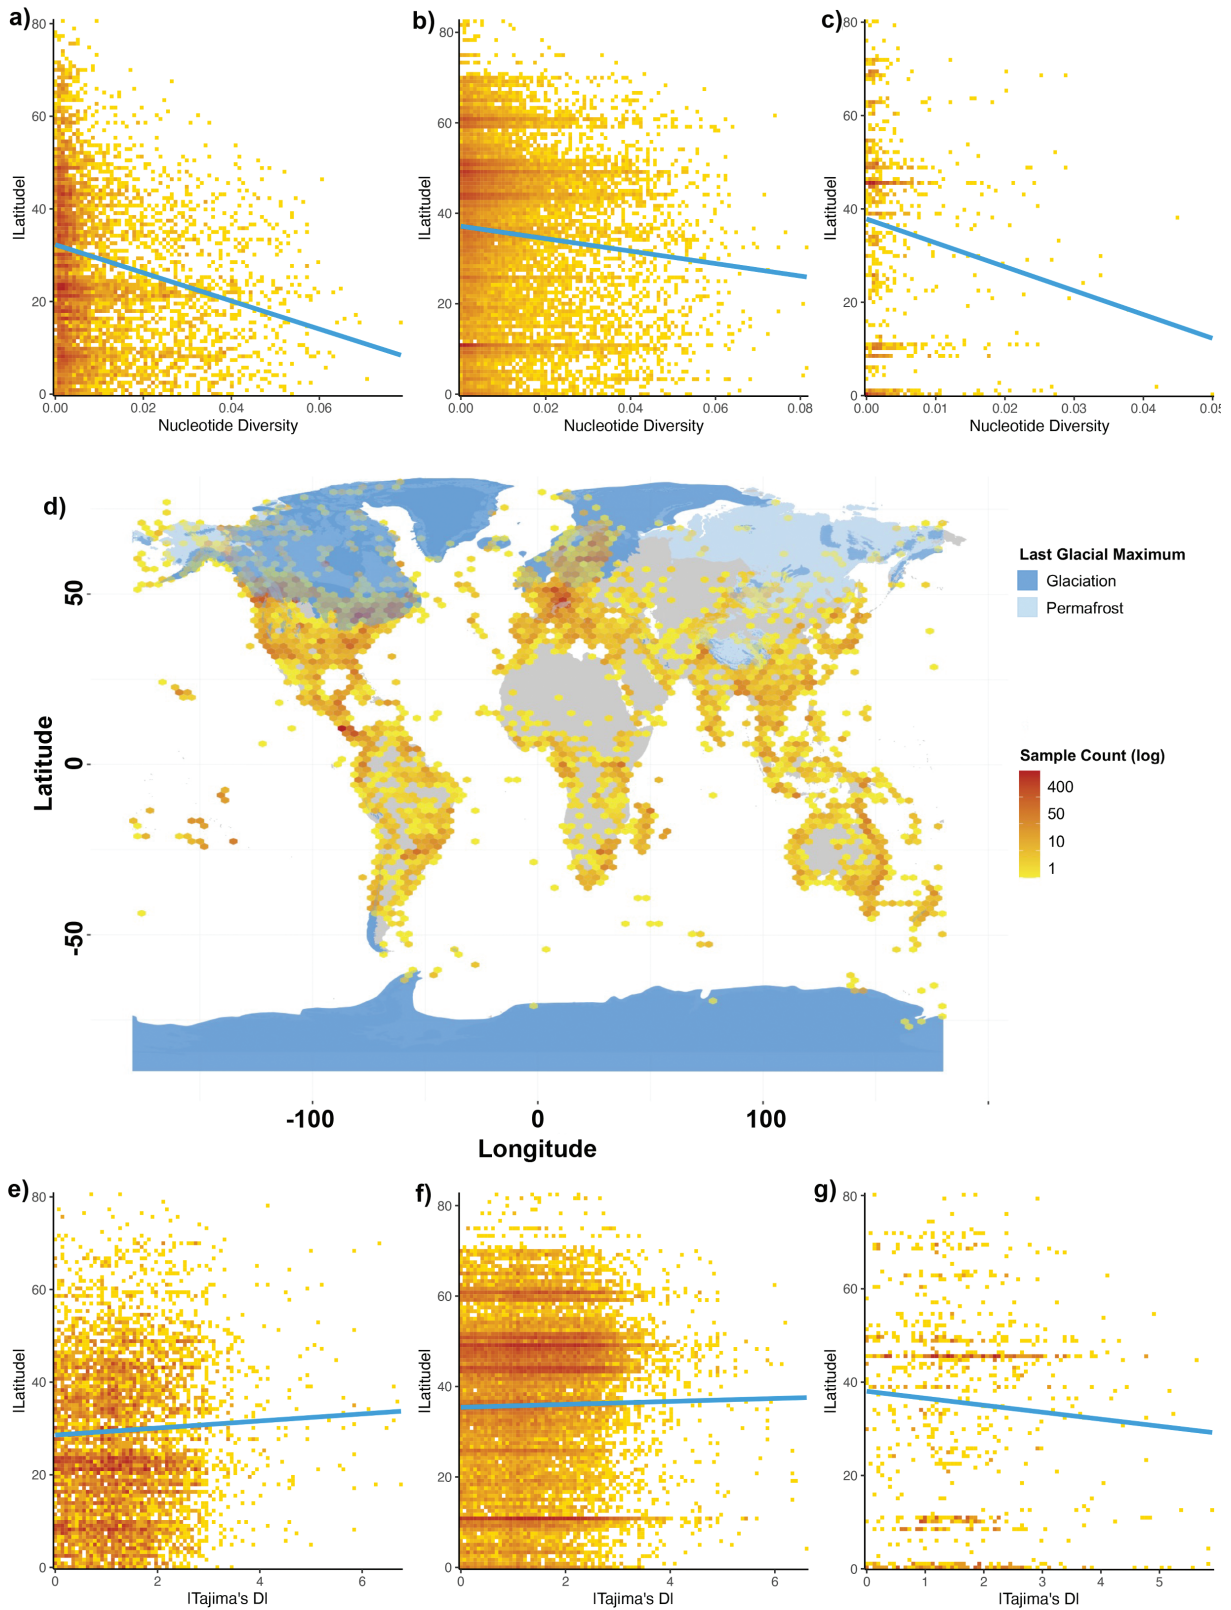 a)
80
60
40
20
0
|Latitude|
0.00 0.02 0.04 0.06
Nucleotide Diversity
b)
80
60
40
20
0
|Latitude|
0.00 0.02 0.04 0.06 0.08
Nucleotide Diversity
c)
80
60
40
20
0
|Latitude|
0.00 0.01 0.02 0.03 0.04 0.05
Nucleotide Diversity
d)
50
0
-50
Latitude
-100 0 100
Longitude
Last Glacial Maximum
Glaciation
Permafrost
Sample Count (log)
400
50
10
1
e)
80
60
40
20
0
|Latitude|
0 2 4 6
|Tajima's D|
f)
80
60
40
20
0
|Latitude|
0 2 4 6
|Tajima's D|
g)
80
60
40
20
0
|Latitude|
0 1 2 3 4 5
|Tajima's D|